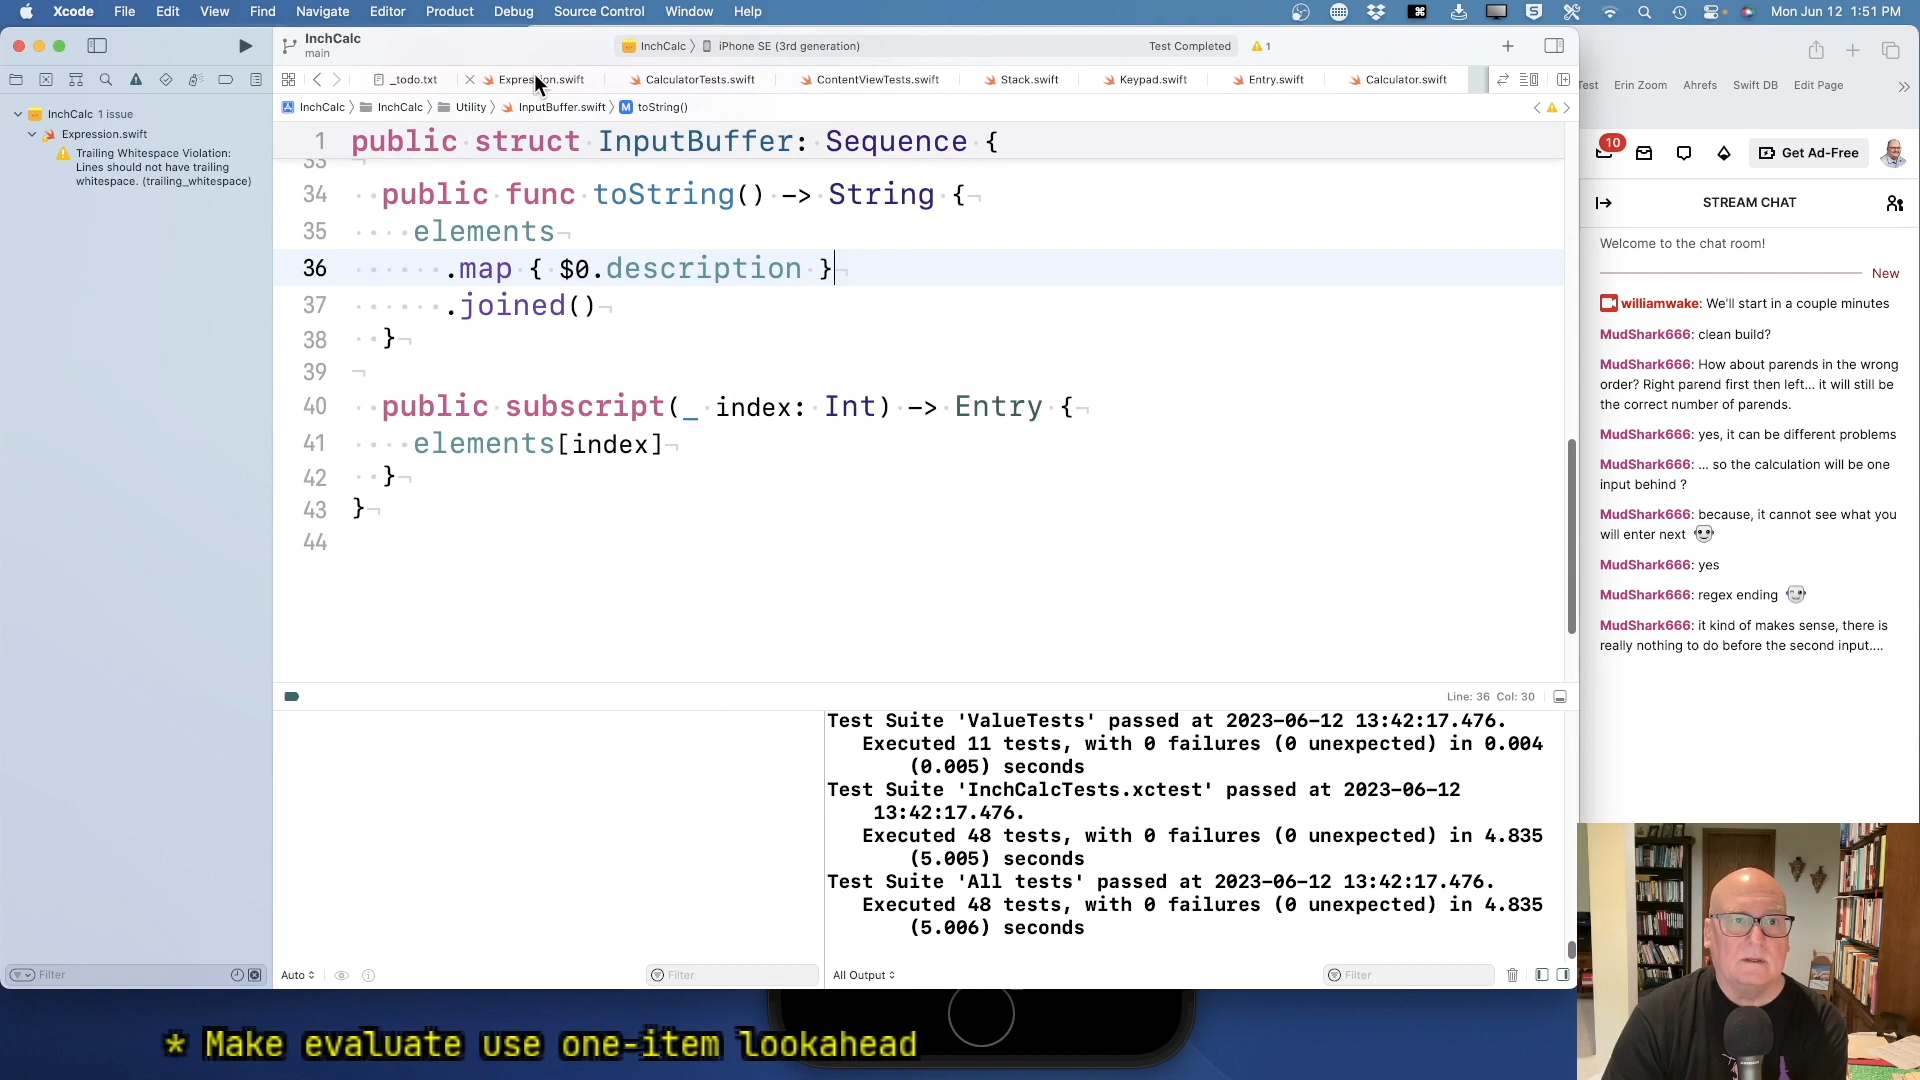 Xcode File Edit View Find Navigate Editor Product Debug Source Control Window Help Mon Jun 12 1:51 PM
InchCalc
main
InchCalc iPhone SE (3rd generation) Test Completed 1
_todo.txt Expression.swift CalculatorTests.swift ContentViewTests.swift Stack.swift Keypad.swift Entry.swift Calculator.swift
InchCalc InchCalc Utility InputBuffer.swift M toString()
InchCalc 1 issue
Expression.swift
Trailing Whitespace Violation:
Lines should not have trailing
whitespace. (trailing_whitespace)
1 public struct InputBuffer: Sequence {
33
34 public func toString() -> String {
35 elements
36 .map { $0.description }
37 .joined()
38 }
39
40 public subscript(_ index: Int) -> Entry {
41 elements[index]
42 }
43 }
44
Line: 36 Col: 30
Test Suite 'ValueTests' passed at 2023-06-12 13:42:17.476.
Executed 11 tests, with 0 failures (0 unexpected) in 0.004
(0.005) seconds
Test Suite 'InchCalcTests.xctest' passed at 2023-06-12
13:42:17.476.
Executed 48 tests, with 0 failures (0 unexpected) in 4.835
(5.005) seconds
Test Suite 'All tests' passed at 2023-06-12 13:42:17.476.
Executed 48 tests, with 0 failures (0 unexpected) in 4.835
(5.006) seconds
Filter
Auto Filter All Output Filter
Erin Zoom Ahrefs Swift DB Edit Page
10 Get Ad-Free
STREAM CHAT
Welcome to the chat room!
New
williamwake: We'll start in a couple minutes
MudShark666: clean build?
MudShark666: How about parends in the wrong
order? Right parend first then left... it will still be
the correct number of parends.
MudShark666: yes, it can be different problems
MudShark666: ... so the calculation will be one
input behind ?
MudShark666: because, it cannot see what you
will enter next
MudShark666: yes
MudShark666: regex ending
MudShark666: it kind of makes sense, there is
really nothing to do before the second input....
* Make evaluate use one-item lookahead